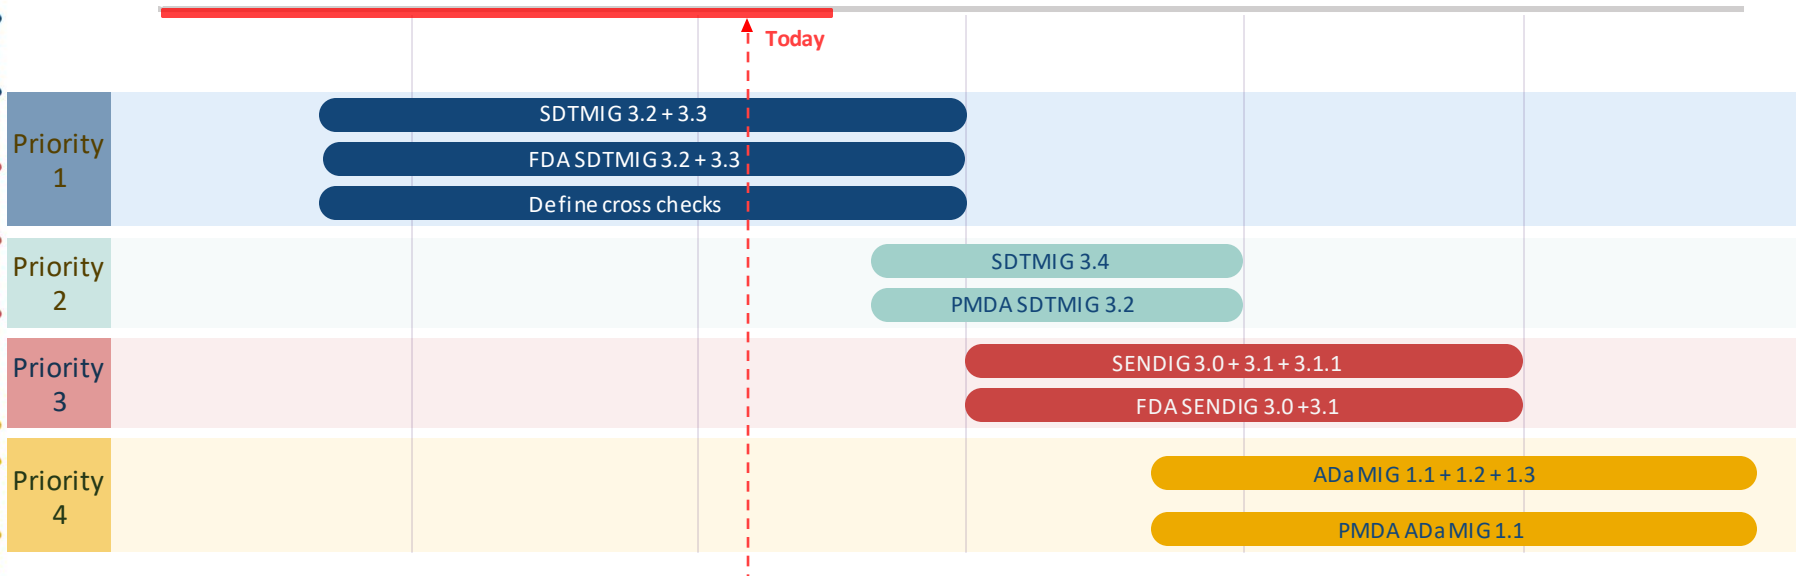 Today
Priority
1
SDTMIG 3.2 + 3.3
FDA SDTMIG 3.2 + 3.3
Define cross checks
Priority
2
SDTMIG 3.4
PMDA SDTMIG 3.2
Priority
3
SENDIG 3.0 + 3.1 + 3.1.1
FDA SENDIG 3.0 +3.1
Priority
4
ADaMIG 1.1 + 1.2 + 1.3
PMDA ADaMIG 1.1